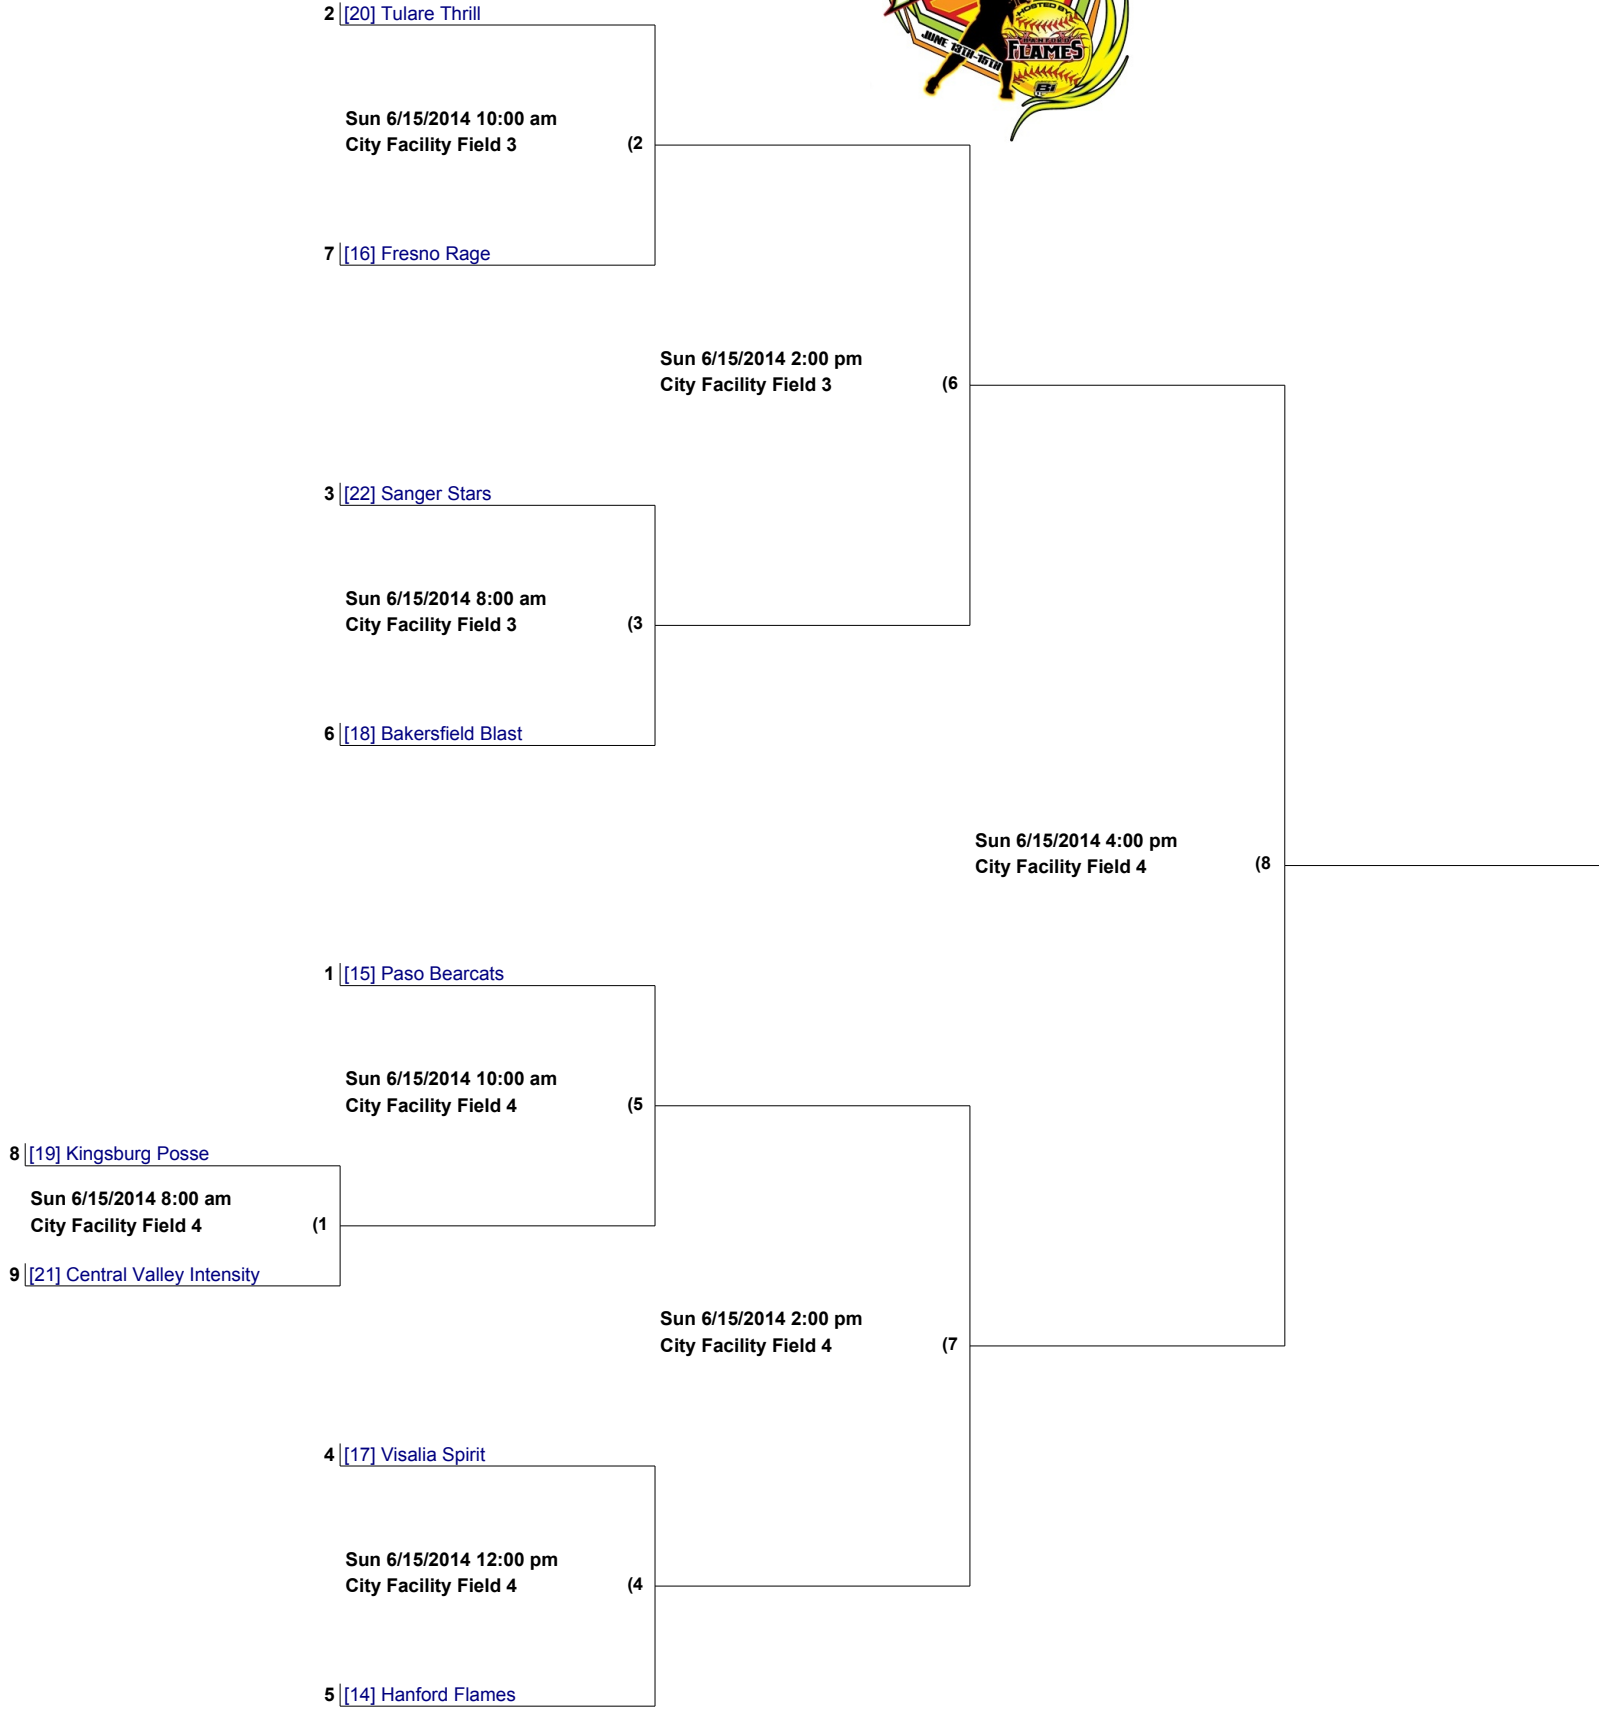 2 [20] Tulare Thrill
HOSTED BY
HANFORD
FLAMES
JUNE 13TH-15TH
Sun 6/15/2014 10:00 am
City Facility Field 3 (2
7 [16] Fresno Rage
Sun 6/15/2014 2:00 pm
City Facility Field 3 (6
3 [22] Sanger Stars
Sun 6/15/2014 8:00 am
City Facility Field 3 (3
6 [18] Bakersfield Blast
Sun 6/15/2014 4:00 pm
City Facility Field 4 (8
1 [15] Paso Bearcats
Sun 6/15/2014 10:00 am
City Facility Field 4 (5
8 [19] Kingsburg Posse
Sun 6/15/2014 8:00 am
City Facility Field 4 (1
9 [21] Central Valley Intensity
Sun 6/15/2014 2:00 pm
City Facility Field 4 (7
4 [17] Visalia Spirit
Sun 6/15/2014 12:00 pm
City Facility Field 4 (4
5 [14] Hanford Flames